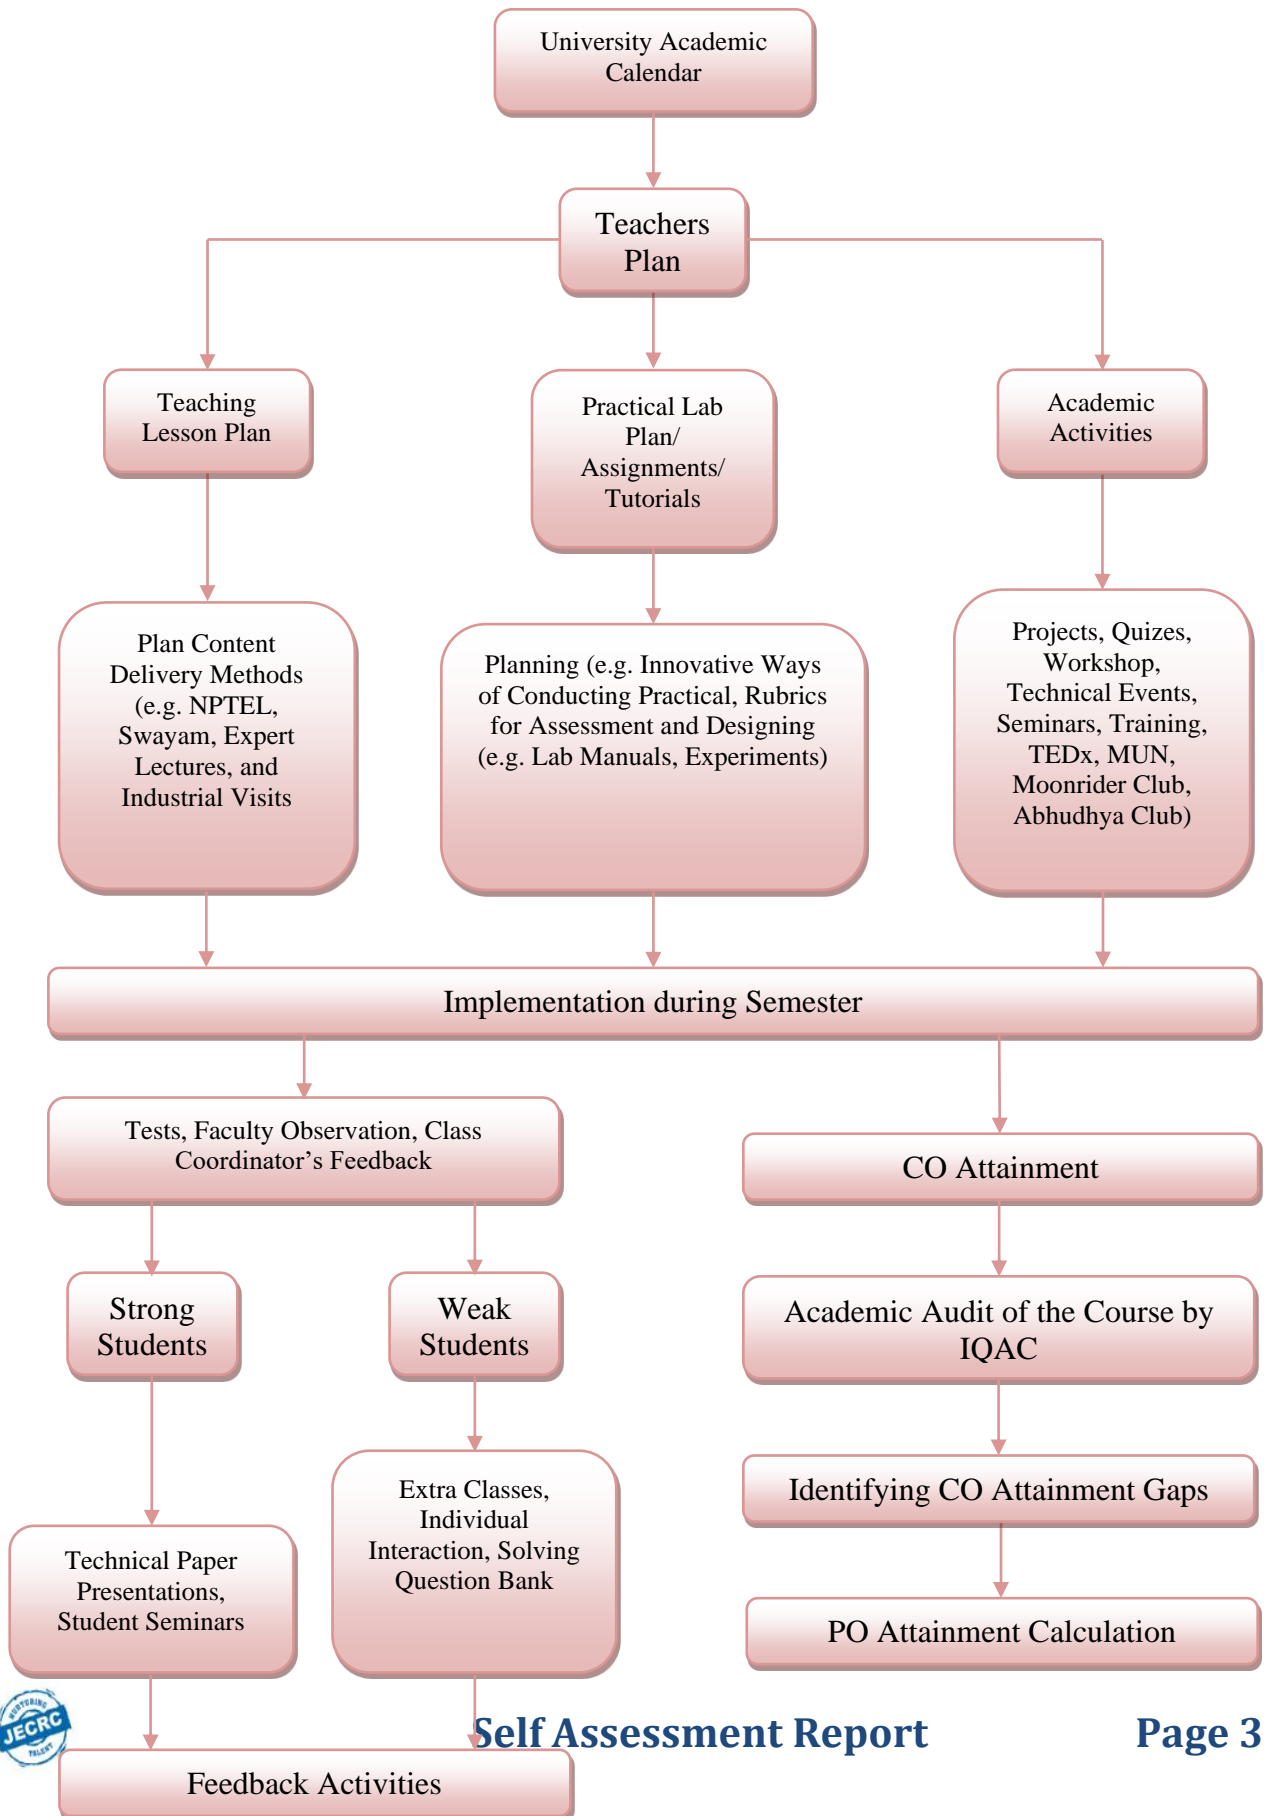 University Academic
Calendar
Teachers
Plan
Teaching
Lesson Plan
Practical Lab
Plan/
Assignments/
Tutorials
Academic
Activities
Plan Content
Delivery Methods
(e.g. NPTEL,
Swayam, Expert
Lectures, and
Industrial Visits
Planning (e.g. Innovative Ways
of Conducting Practical, Rubrics
for Assessment and Designing
(e.g. Lab Manuals, Experiments)
Projects, Quizes,
Workshop,
Technical Events,
Seminars, Training,
TEDx, MUN,
Moonrider Club,
Abhudhya Club)
Implementation during Semester
Tests, Faculty Observation, Class
Coordinator’s Feedback
CO Attainment
Strong
Students
Weak
Students
Academic Audit of the Course by
IQAC
Extra Classes,
Individual
Interaction, Solving
Question Bank
Identifying CO Attainment Gaps
Technical Paper
Presentations,
Student Seminars
PO Attainment Calculation
NURTURING
JECRC
TALENT
Self Assessment Report Page 3
Feedback Activities